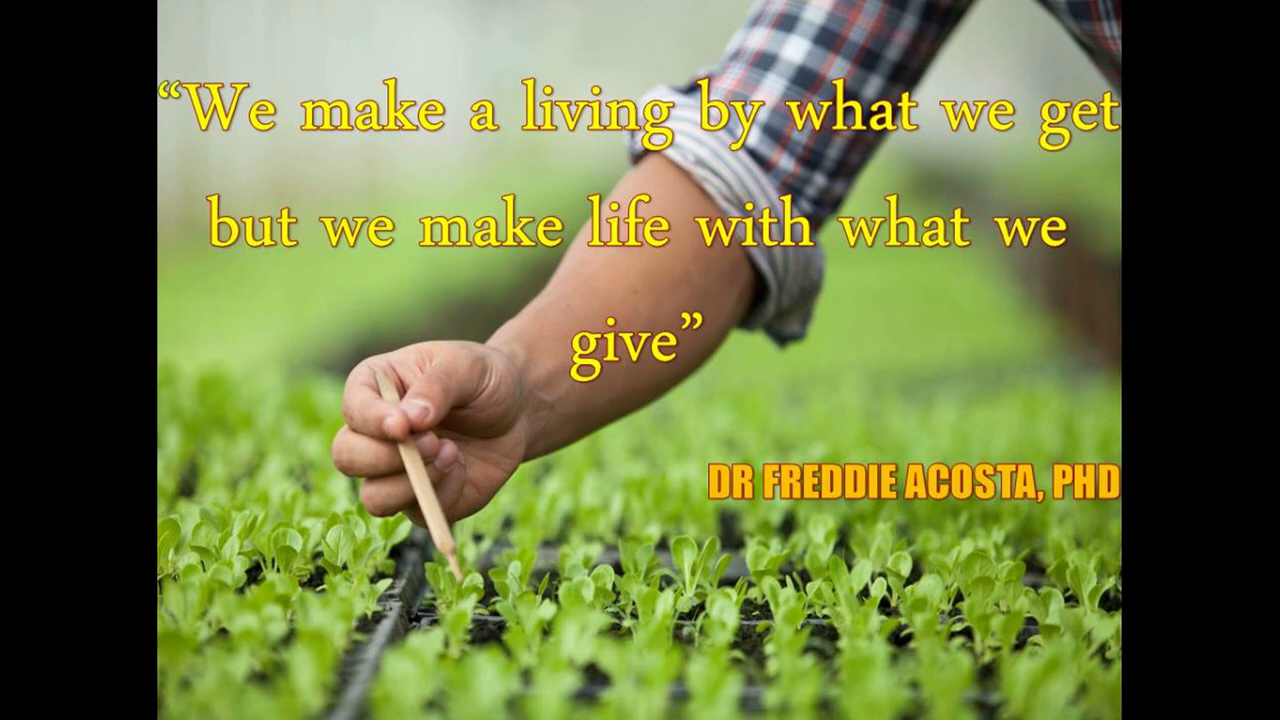 “We make a living by what we get
but we make life with what we
give”
DR FREDDIE ACOSTA, PHD